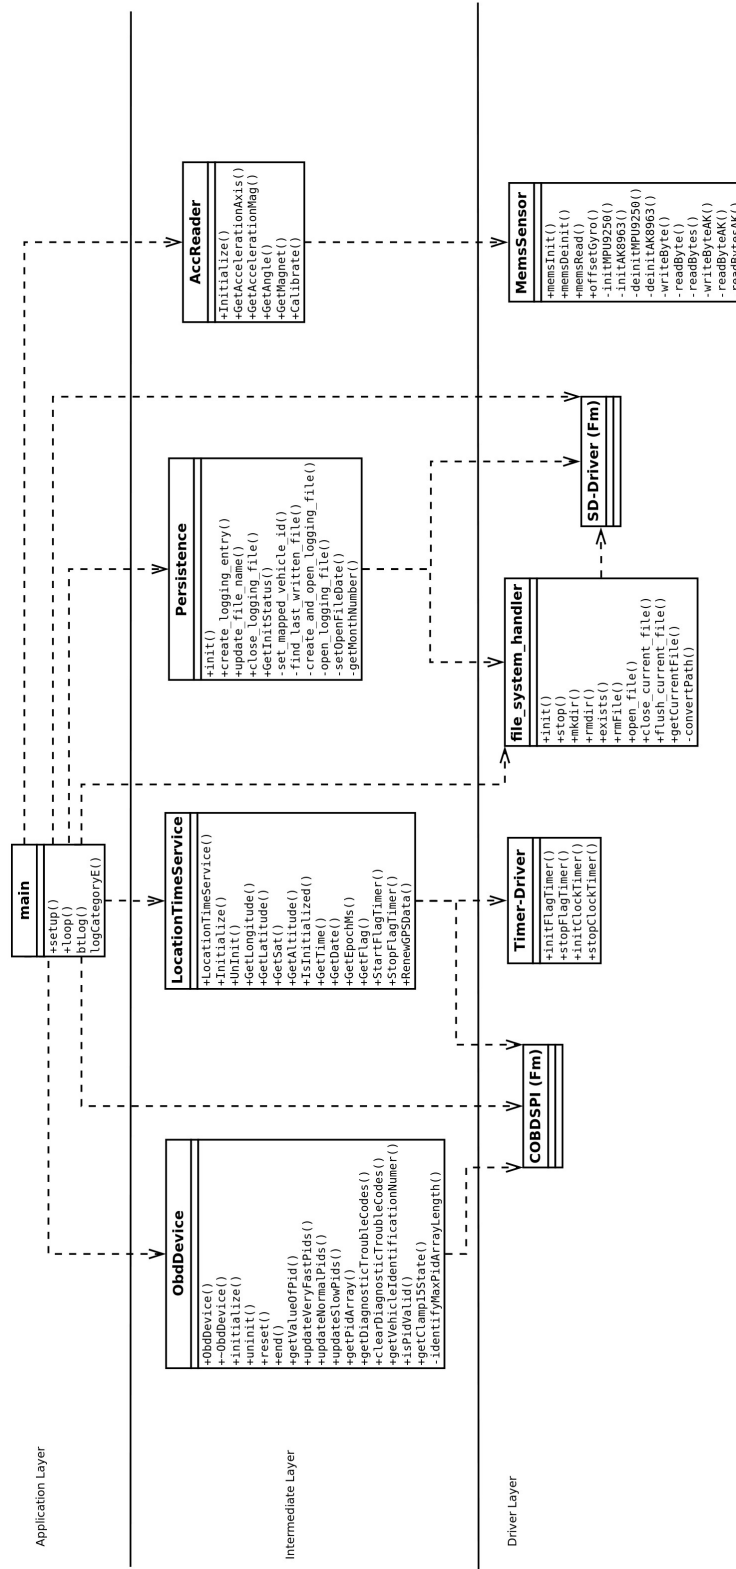 Application Layer
main
+setup()
+loop()
btLog()
logCategoryE()
Intermediate Layer
ObdDevice
+ObdDevice()
+~ObdDevice()
+initialize()
+uninit()
+reset()
+end()
+getValueOfPid()
+updateVeryFastPids()
+updateNormalPids()
+updateSlowPids()
+getPidArray()
+getDiagnosticTroubleCodes()
+clearDiagnosticTroubleCodes()
+getVehicleIdentificationNumer()
+isPidValid()
+getClamp15State()
-identifyMaxPidArrayLength()
LocationTimeService
+LocationTimeService()
+Initialize()
+UnInit()
+GetLongitude()
+GetLatitude()
+GetSat()
+GetAltitude()
+IsInitialized()
+GetTime()
+GetDate()
+GetEpochMs()
+GetFlag()
+StartFlagTimer()
+StopFlagTimer()
+RenewGPSData()
Persistence
+init()
+create_logging_entry()
+update_file_name()
+close_logging_file()
+GetInitStatus()
-set_mapped_vehicle_id()
-find_last_written_file()
-create_and_open_logging_file()
-open_logging_file()
-setOpenFileDate()
-getMonthNumber()
AccReader
+Initialize()
+GetAccelerationAxis()
+GetAccelerationMag()
+GetAngle()
+GetMagnet()
+Calibrate()
Driver Layer
COBDSPI (Fm)
Timer-Driver
+initFlagTimer()
+stopFlagTimer()
+initClockTimer()
+stopClockTimer()
file_system_handler
+init()
+stop()
+mkdir()
+rmdir()
+exists()
+rmFile()
+open_file()
+close_current_file()
+flush_current_file()
+getCurrentFile()
-convertPath()
SD-Driver (Fm)
MemsSensor
+memsInit()
+memsDeinit()
+memsRead()
+offsetGyro()
-initMPU9250()
-initAK8963()
-deinitMPU9250()
-deinitAK8963()
-writeByte()
-readByte()
-readBytes()
-writeByteAK()
-readByteAK()
-readBytesAK()